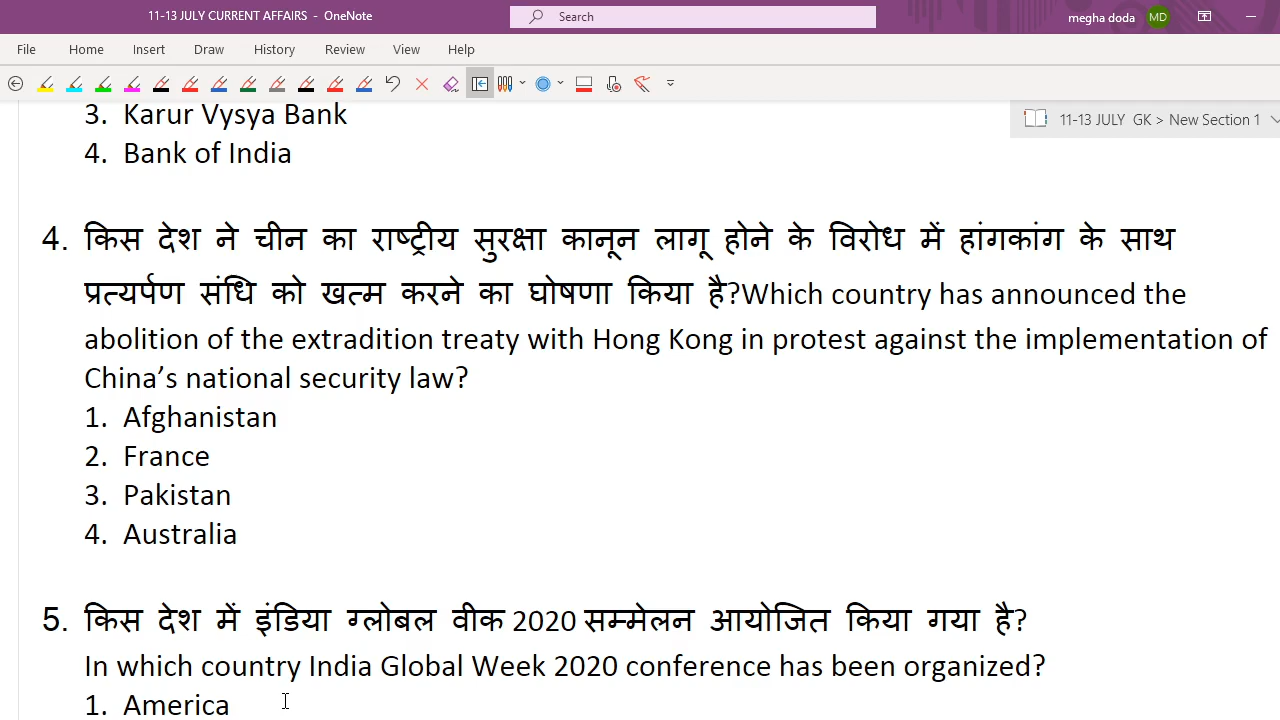 11-13 JULY CURRENT AFFAIRS - OneNote
Search
megha doda MD
File Home Insert Draw History Review View Help
11-13 JULY GK > New Section 1
3. Karur Vysya Bank
4. Bank of India
4. किस देश ने चीन का राष्ट्रीय सुरक्षा कानून लागू होने के विरोध में हांगकांग के साथ
प्रत्यर्पण संधि को खत्म करने का घोषणा किया है?Which country has announced the
abolition of the extradition treaty with Hong Kong in protest against the implementation of
China’s national security law?
1. Afghanistan
2. France
3. Pakistan
4. Australia
5. किस देश में इंडिया ग्लोबल वीक 2020 सम्मेलन आयोजित किया गया है?
In which country India Global Week 2020 conference has been organized?
1. America